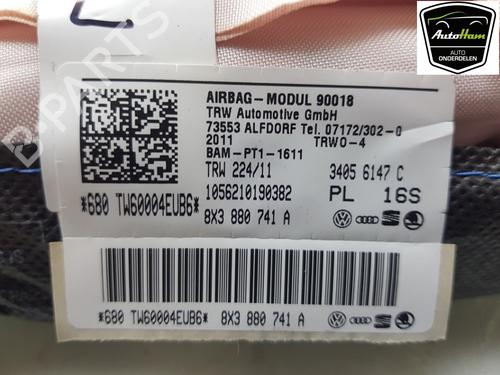 AutoHam
AUTO
ONDERDELEN
B-PARTS
AIRBAG-MODUL 90018
TRW Automotive GmbH
73553 ALFDORF Tel. 07172/302-0
2011 TRWO-4
BAM-PT1-1611
TRW 224/11 3405 6147 C
1056210190382 PL 16S
*680 TW60004EUB6* 8X3 880 741 A
*680 TW60004EUB6* 8X3 880 741 A